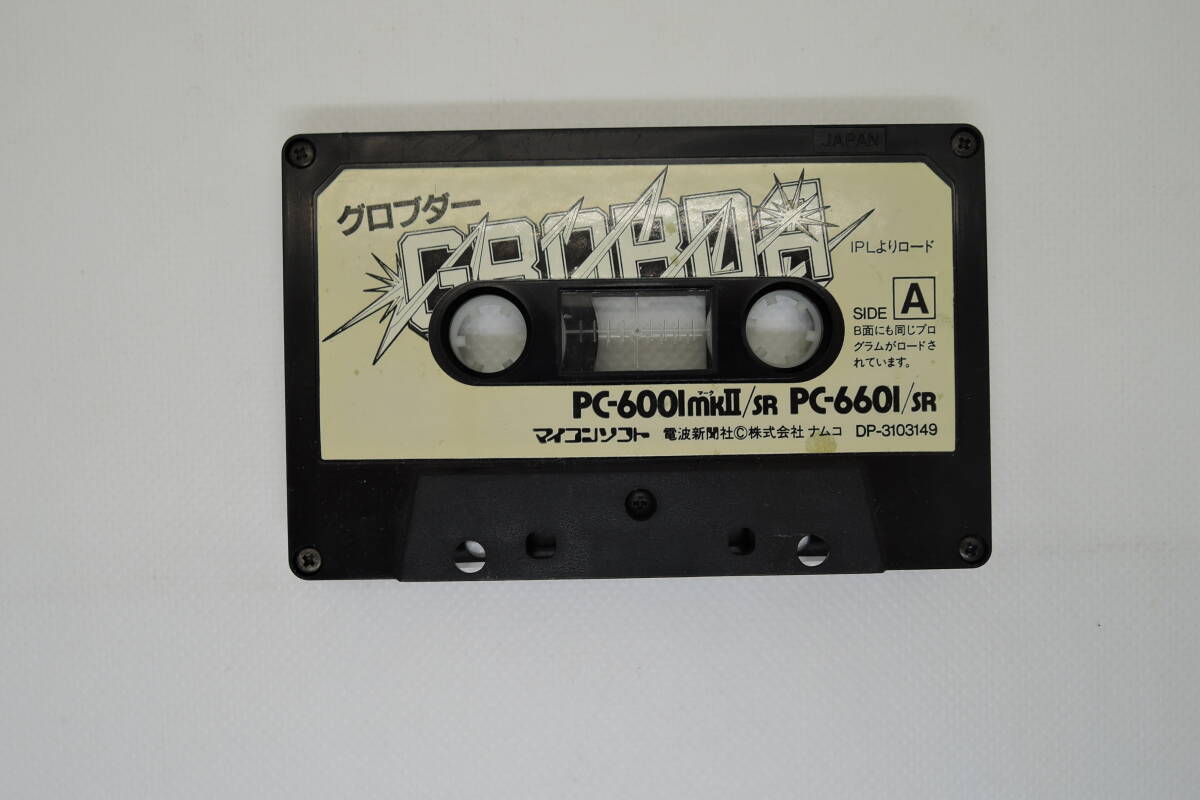 JAPAN
グロブダー
GROBDA
IPLよりロード
SIDE A
B面にも同じプロ
グラムがロードさ
れています。
マーク
PC-6001mkII/SR PC-6601/SR
マイコンソフト 電波新聞社©株式会社 ナムコ DP-3103149